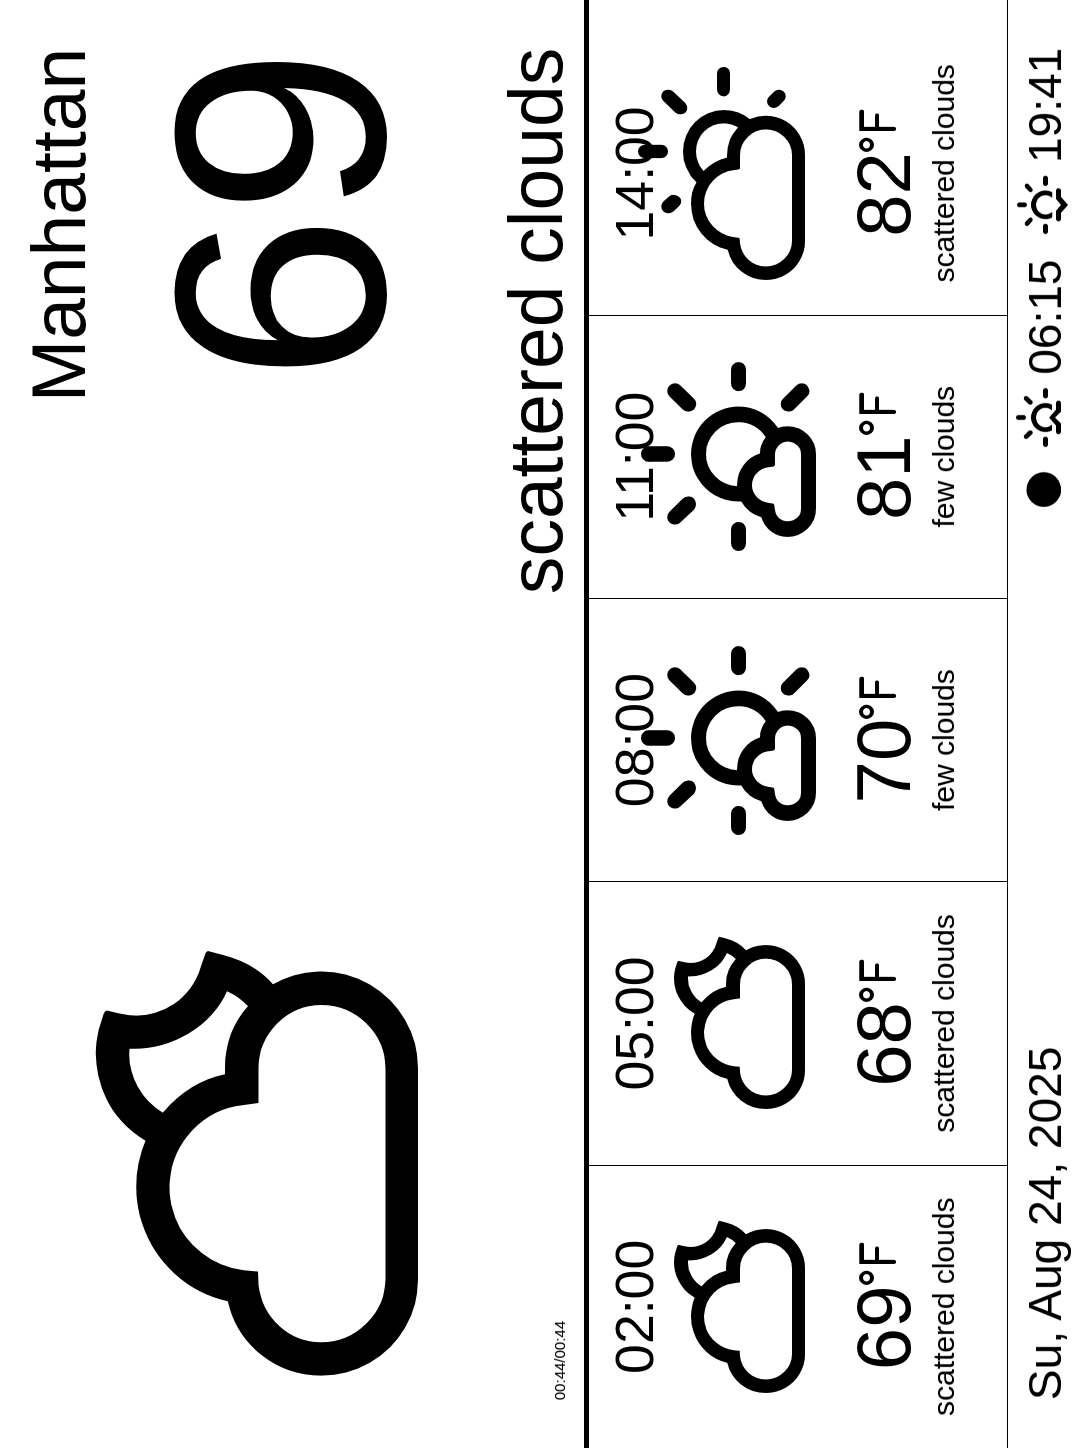 Manhattan
69
scattered clouds
00:44/00:44
02:00
69°F
scattered clouds
05:00
68°F
scattered clouds
08:00
70°F
few clouds
11:00
81°F
few clouds
14:00
82°F
scattered clouds
Su, Aug 24, 2025
06:15
19:41